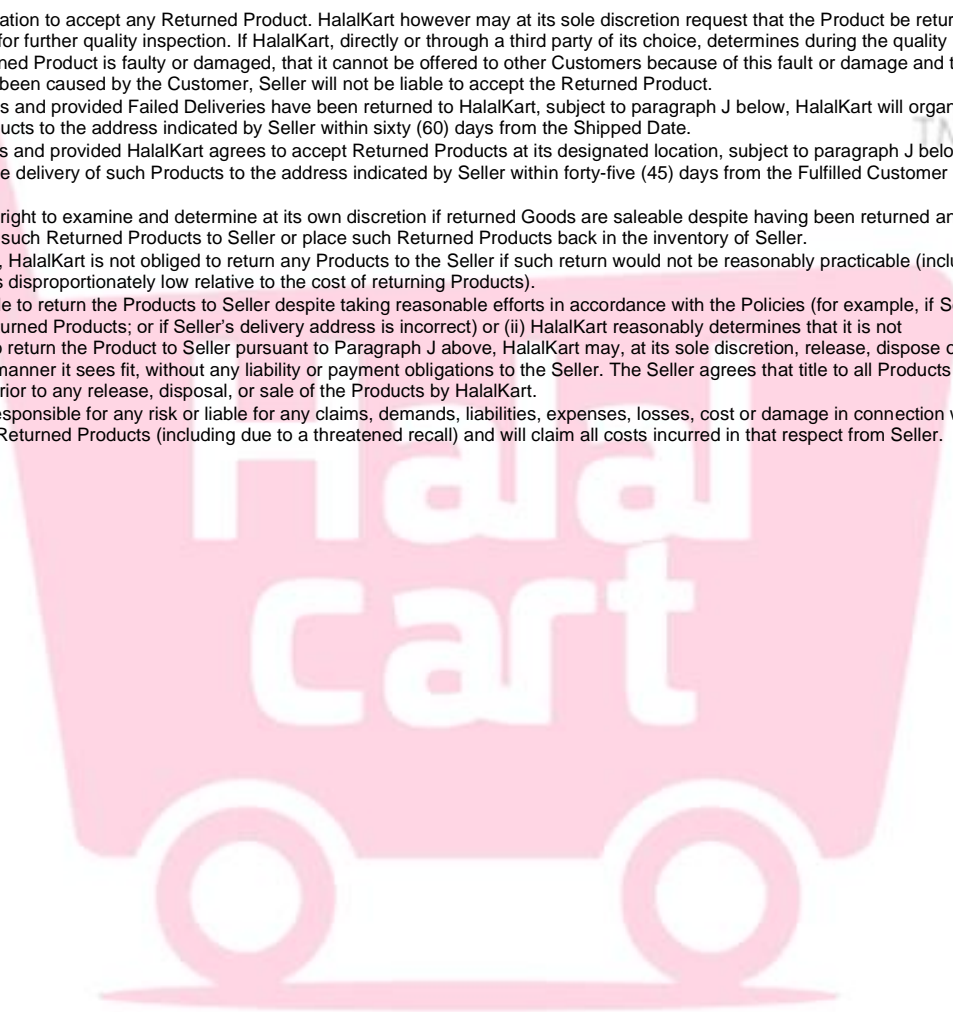 ation to accept any Returned Product. HalalKart however may at its sole discretion request that the Product be retur
for further quality inspection. If HalalKart, directly or through a third party of its choice, determines during the quality
ned Product is faulty or damaged, that it cannot be offered to other Customers because of this fault or damage and t
been caused by the Customer, Seller will not be liable to accept the Returned Product.
s and provided Failed Deliveries have been returned to HalalKart, subject to paragraph J below, HalalKart will organ
ucts to the address indicated by Seller within sixty (60) days from the Shipped Date.
TM
s and provided HalalKart agrees to accept Returned Products at its designated location, subject to paragraph J belo
e delivery of such Products to the address indicated by Seller within forty-five (45) days from the Fulfilled Customer
right to examine and determine at its own discretion if returned Goods are saleable despite having been returned an
such Returned Products to Seller or place such Returned Products back in the inventory of Seller.
, HalalKart is not obliged to return any Products to the Seller if such return would not be reasonably practicable (inclu
s disproportionately low relative to the cost of returning Products).
le to return the Products to Seller despite taking reasonable efforts in accordance with the Policies (for example, if S
urned Products; or if Seller's delivery address is incorrect) or (ii) HalalKart reasonably determines that it is not
o return the Product to Seller pursuant to Paragraph J above, HalalKart may, at its sole discretion, release, dispose o
manner it sees fit, without any liability or payment obligations to the Seller. The Seller agrees that title to all Products
rior to any release, disposal, or sale of the Products by HalalKart.
esponsible for any risk or liable for any claims, demands, liabilities, expenses, losses, cost or damage in connection
Returned Products (including due to a threatened recall) and will claim all costs incurred in that respect from Seller.
Halal
cart